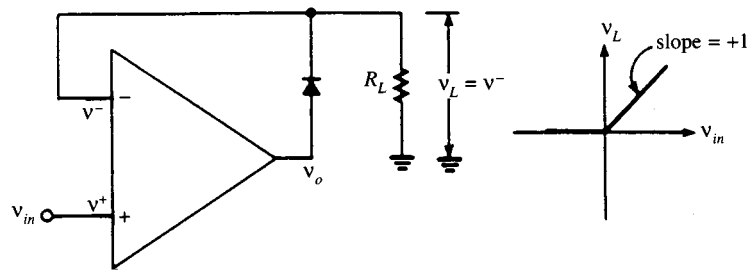 v⁻
−
v⁺
+
v_in
v_o
R_L
v_L = v⁻
v_L
slope = +1
v_in